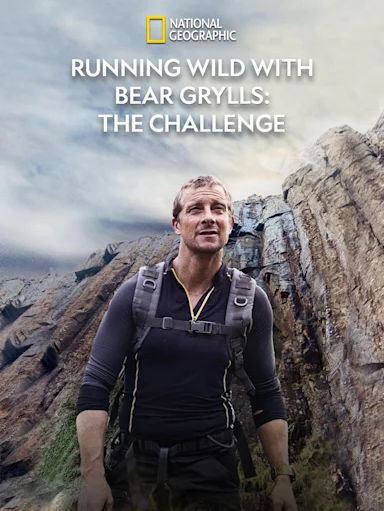 NATIONAL
GEOGRAPHIC
RUNNING WILD WITH
BEAR GRYLLS:
THE CHALLENGE